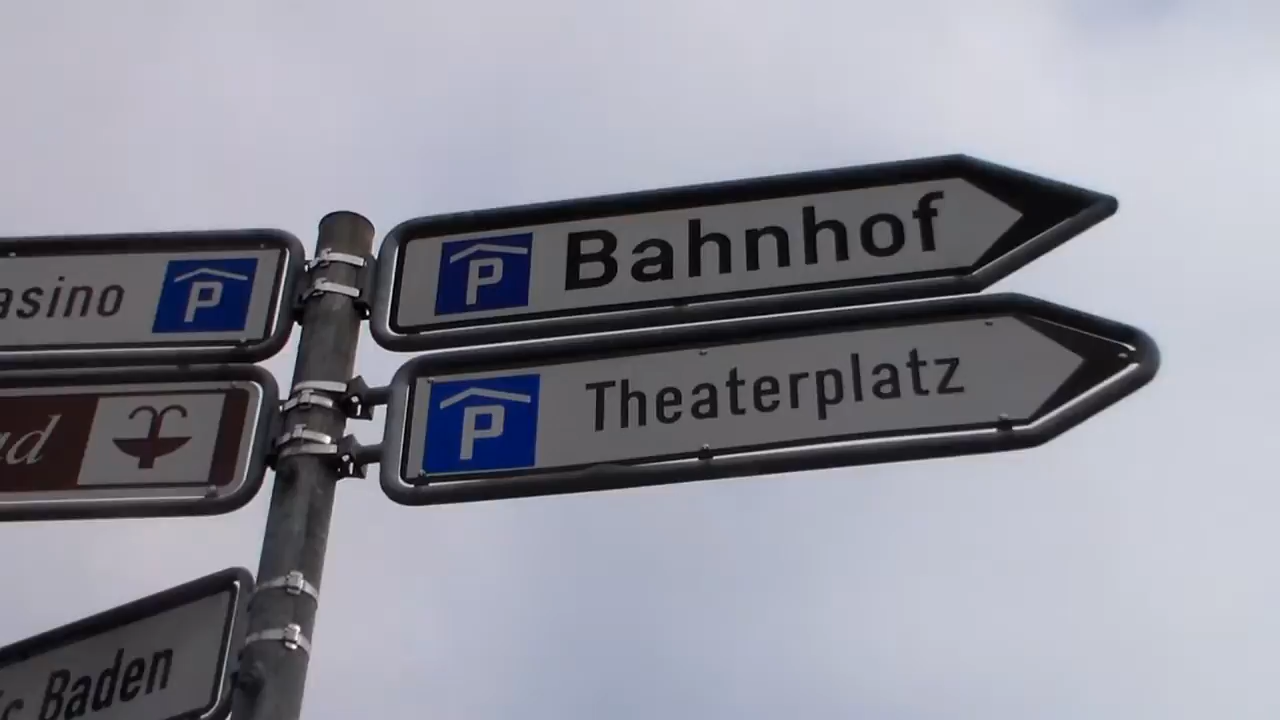 P Bahnhof
asino P
P Theaterplatz
ad
Baden